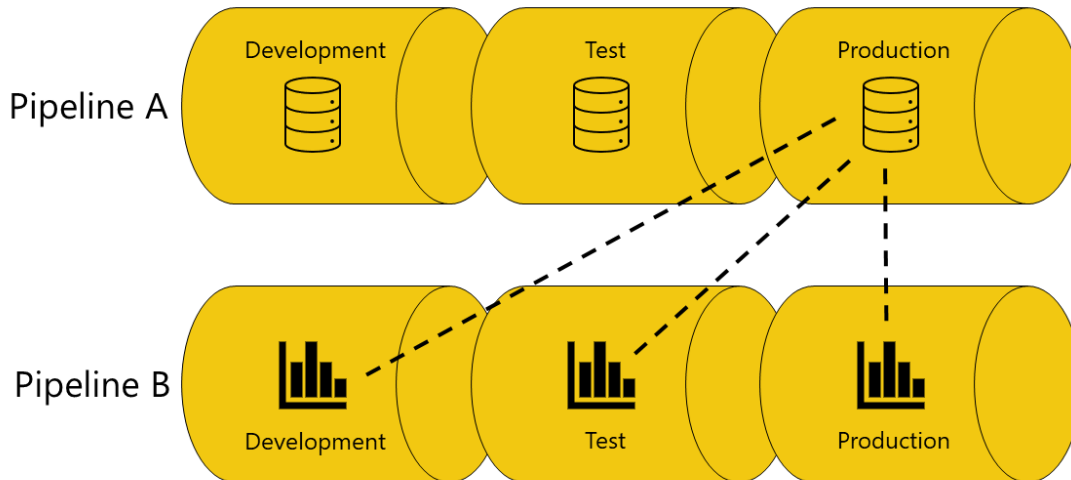 Development
Test
Production
Pipeline A
Pipeline B
Development
Test
Production